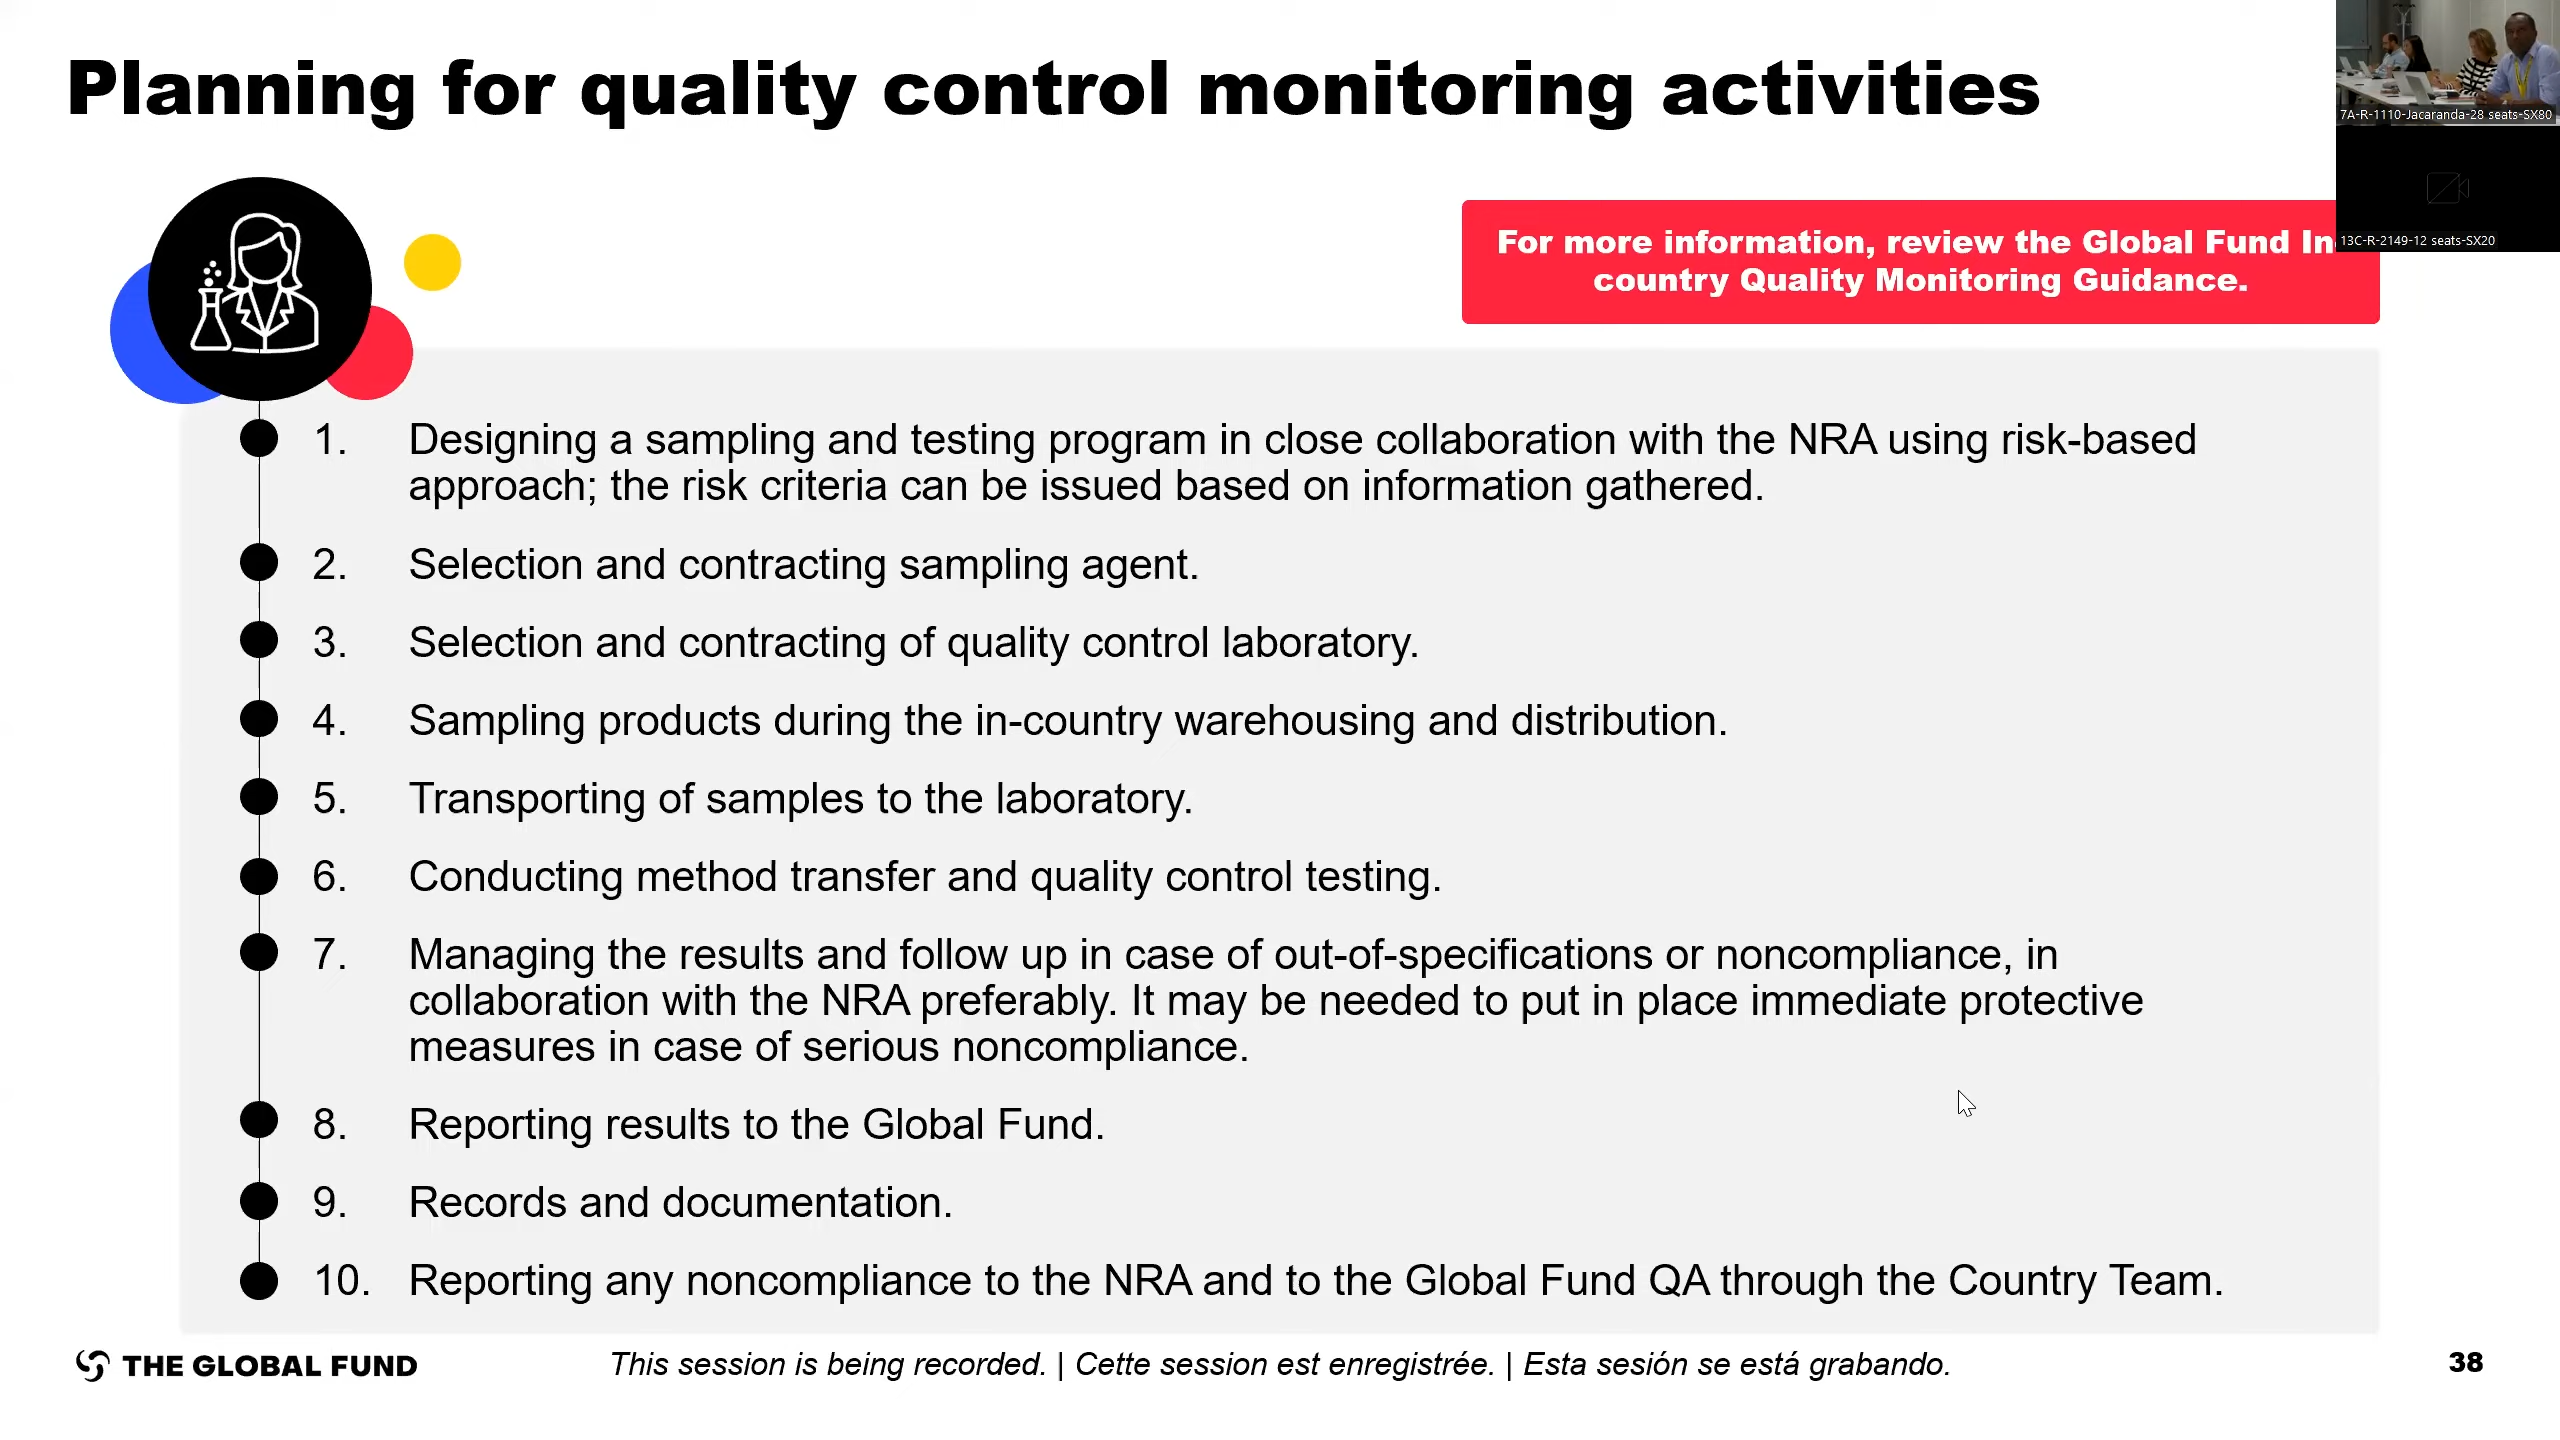 Planning for quality control monitoring activities
7A-R-1110-Jacaranda-28 seats-SX80
13C-R-2149-12 seats-SX20
For more information, review the Global Fund In-
country Quality Monitoring Guidance.
1. Designing a sampling and testing program in close collaboration with the NRA using risk-based
approach; the risk criteria can be issued based on information gathered.
2. Selection and contracting sampling agent.
3. Selection and contracting of quality control laboratory.
4. Sampling products during the in-country warehousing and distribution.
5. Transporting of samples to the laboratory.
6. Conducting method transfer and quality control testing.
7. Managing the results and follow up in case of out-of-specifications or noncompliance, in
collaboration with the NRA preferably. It may be needed to put in place immediate protective
measures in case of serious noncompliance.
8. Reporting results to the Global Fund.
9. Records and documentation.
10. Reporting any noncompliance to the NRA and to the Global Fund QA through the Country Team.
THE GLOBAL FUND
This session is being recorded. | Cette session est enregistrée. | Esta sesión se está grabando.
38